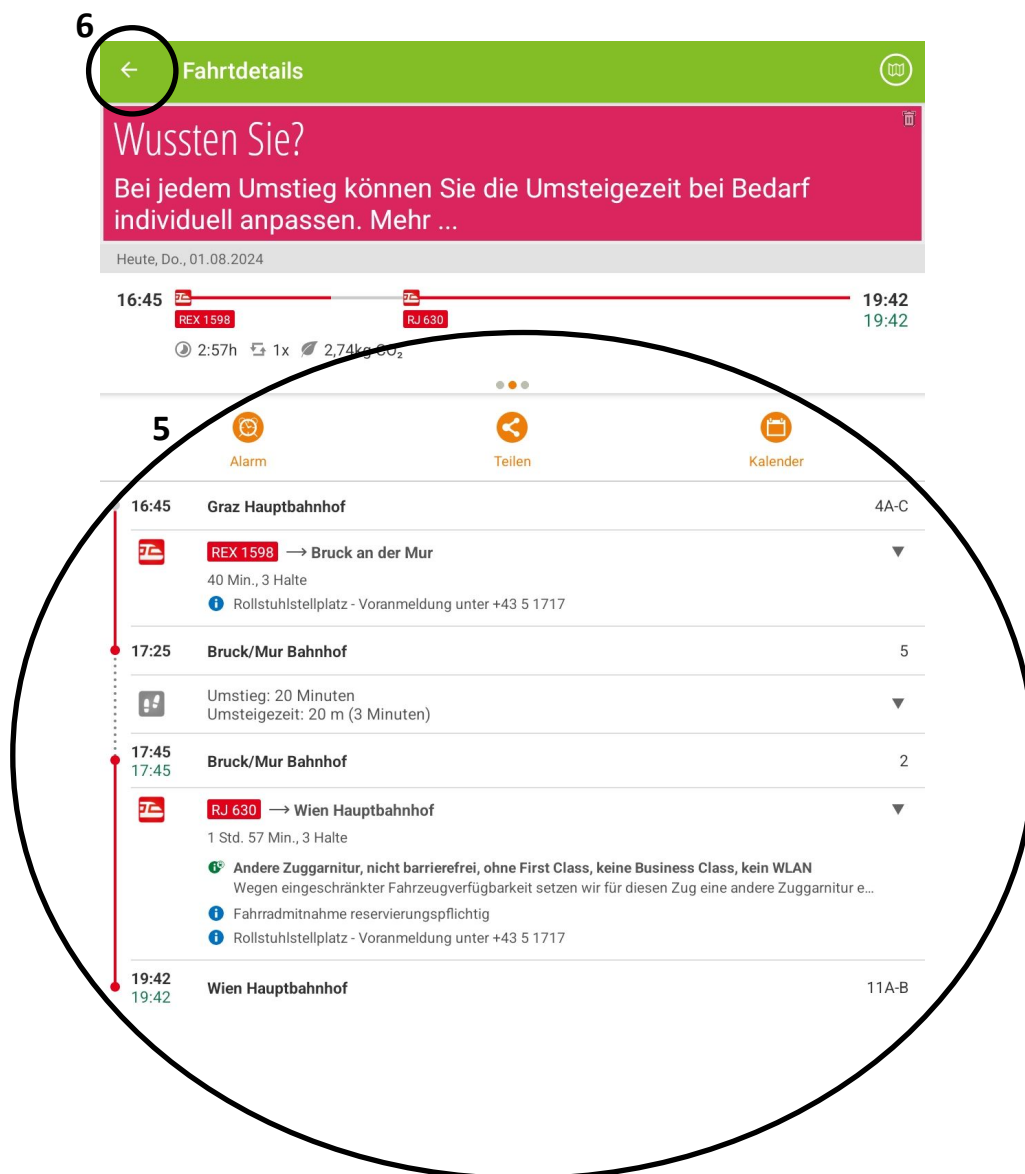 6
Fahrtdetails
Wussten Sie?
Bei jedem Umstieg können Sie die Umsteigezeit bei Bedarf
individuell anpassen. Mehr ...
Heute, Do., 01.08.2024
16:45 19:42
REX 1598 RJ 630 19:42
2:57h 1x 2,74kg CO₂
5
Alarm Teilen Kalender
16:45 Graz Hauptbahnhof 4A-C
REX 1598 → Bruck an der Mur ▼
40 Min., 3 Halte
Rollstuhlstellplatz - Voranmeldung unter +43 5 1717
17:25 Bruck/Mur Bahnhof 5
Umstieg: 20 Minuten
Umsteigezeit: 20 m (3 Minuten) ▼
17:45 Bruck/Mur Bahnhof 2
17:45
RJ 630 → Wien Hauptbahnhof ▼
1 Std. 57 Min., 3 Halte
Andere Zuggarnitur, nicht barrierefrei, ohne First Class, keine Business Class, kein WLAN
Wegen eingeschränkter Fahrzeugverfügbarkeit setzen wir für diesen Zug eine andere Zuggarnitur e...
Fahrradmitnahme reservierungspflichtig
Rollstuhlstellplatz - Voranmeldung unter +43 5 1717
19:42 Wien Hauptbahnhof 11A-B
19:42